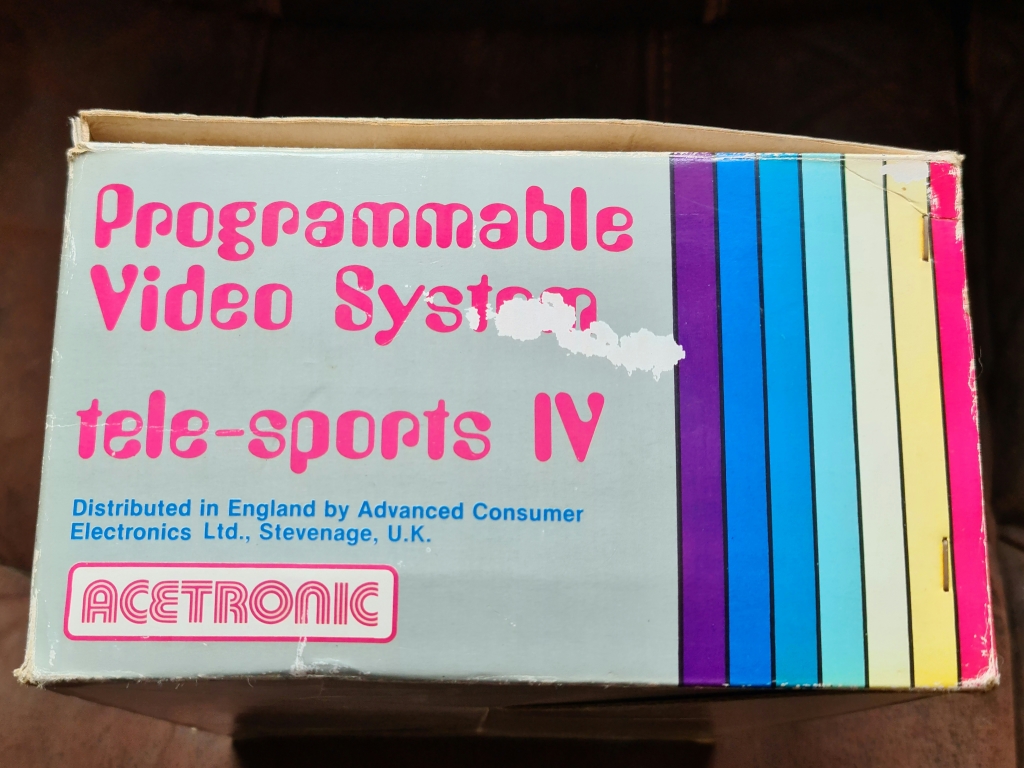 Programmable
Video System
tele-sports IV
Distributed in England by Advanced Consumer
Electronics Ltd., Stevenage, U.K.
ACETRONIC